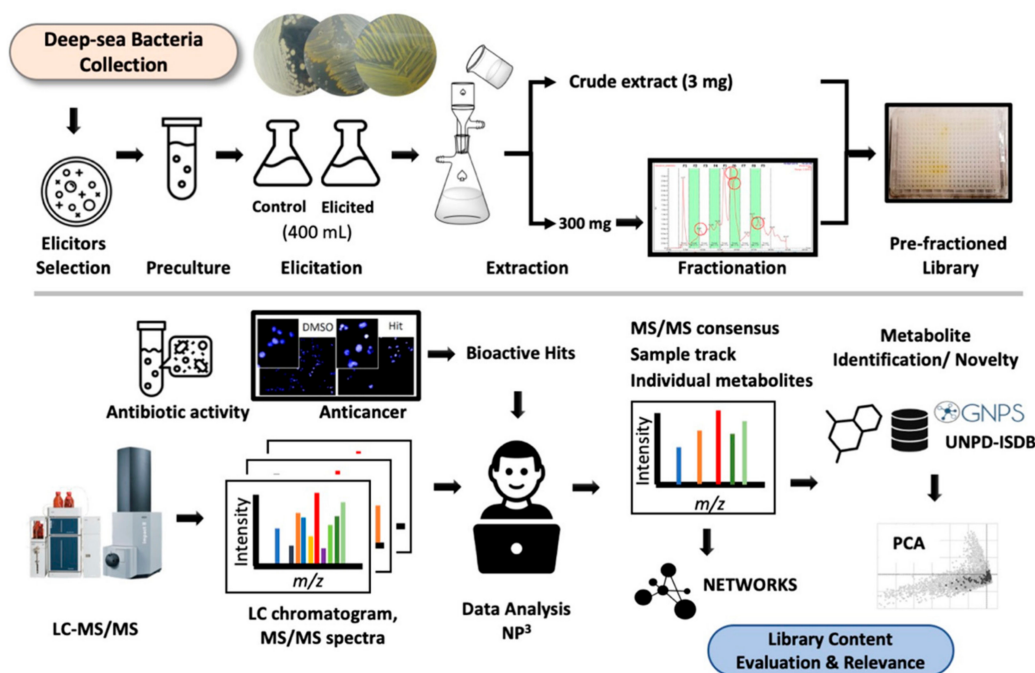 Deep-sea Bacteria
Collection
Crude extract (3 mg)
Control
Elicited
(400 mL)
300 mg
Elicitors
Selection
Preculture
Elicitation
Extraction
Fractionation
Pre-fractioned
Library
DMSO
Hit
Antibiotic activity
Anticancer
Bioactive Hits
MS/MS consensus
Sample track
Individual metabolites
Metabolite
Identification/ Novelty
GNPS
UNPD-ISDB
Intensity
m/z
Intensity
m/z
PCA
NETWORKS
LC-MS/MS
LC chromatogram,
MS/MS spectra
Data Analysis
NP³
Library Content
Evaluation & Relevance